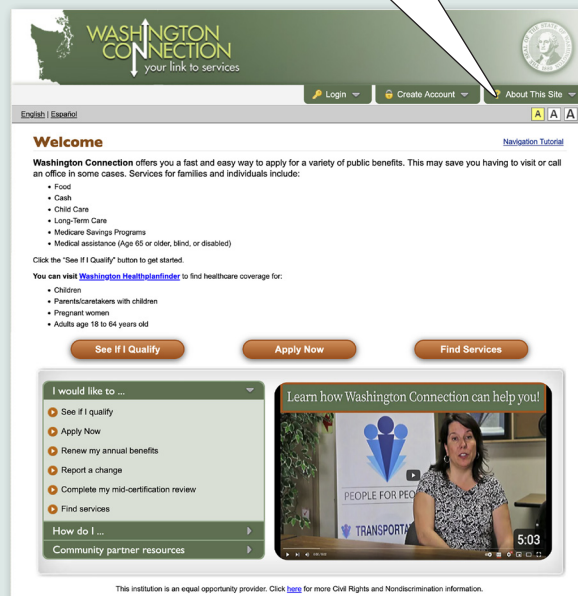 WASHINGTON
CONNECTION
your link to services
Login
Create Account
About This Site
English | Español
A A A
Welcome
Navigation Tutorial
Washington Connection offers you a fast and easy way to apply for a variety of public benefits. This may save you having to visit or call
an office in some cases. Services for families and individuals include:
• Food
• Cash
• Child Care
• Long-Term Care
• Medicare Savings Programs
• Medical assistance (Age 65 or older, blind, or disabled)
Click the "See If I Qualify" button to get started.
You can visit Washington Healthplanfinder to find healthcare coverage for:
• Children
• Parents/caretakers with children
• Pregnant women
• Adults age 18 to 64 years old
See If I Qualify
Apply Now
Find Services
I would like to ...
See if I qualify
Apply Now
Renew my annual benefits
Report a change
Complete my mid-certification review
Find services
How do I ...
Community partner resources
Learn how Washington Connection can help you!
PEOPLE FOR PEO
TRANSPORTA
5:03
This institution is an equal opportunity provider. Click here for more Civil Rights and Nondiscrimination information.